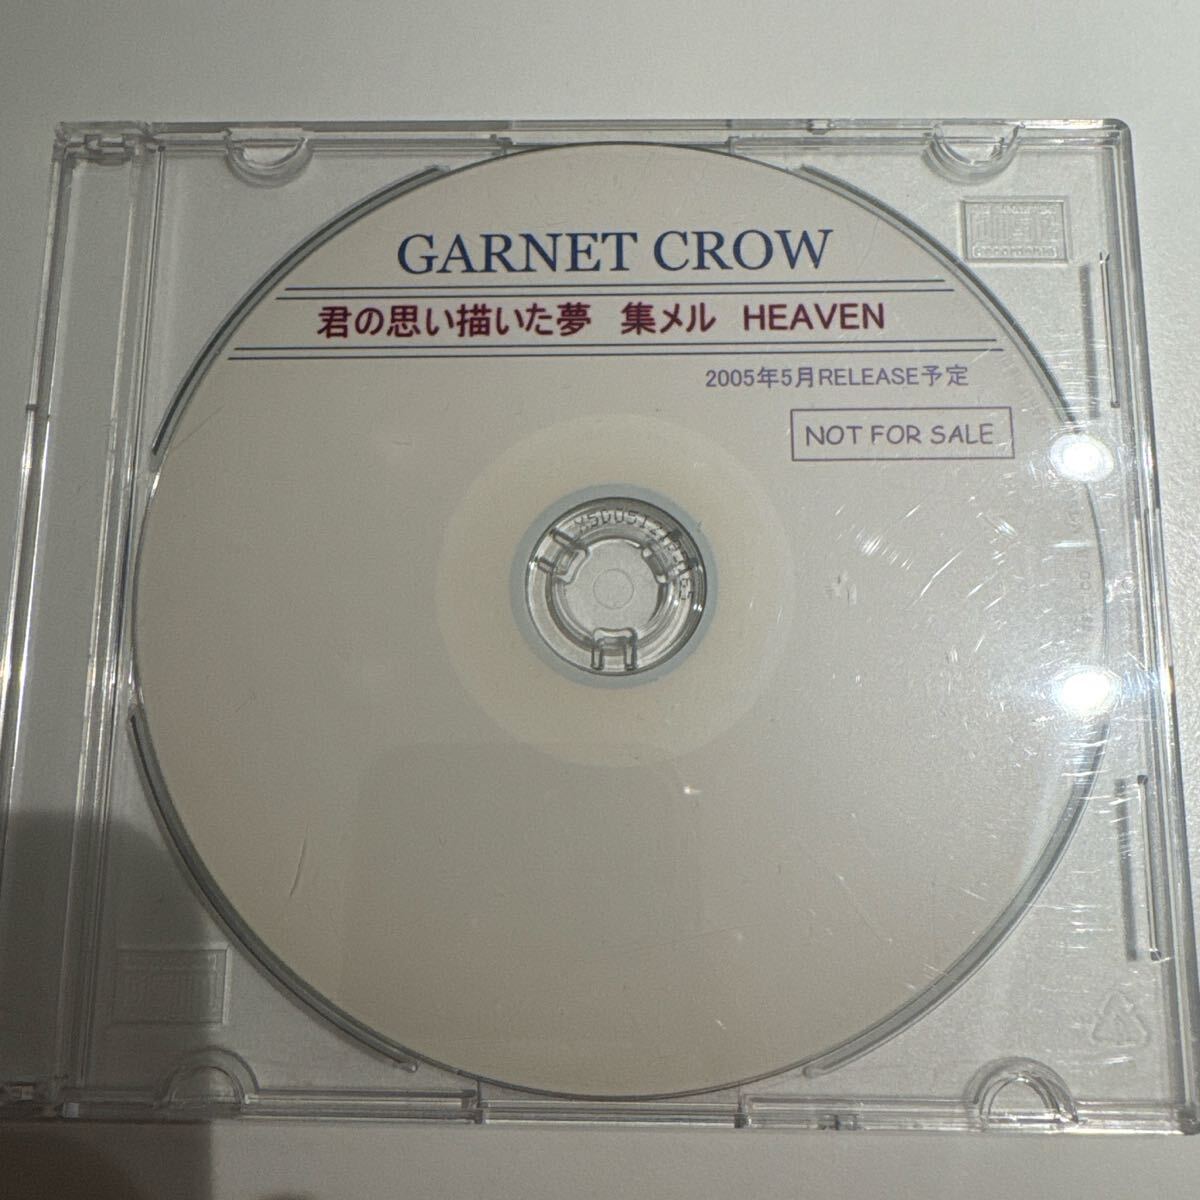 GARNET CROW
君の思い描いた夢　集メル　HEAVEN
2005年5月RELEASE予定
NOT FOR SALE